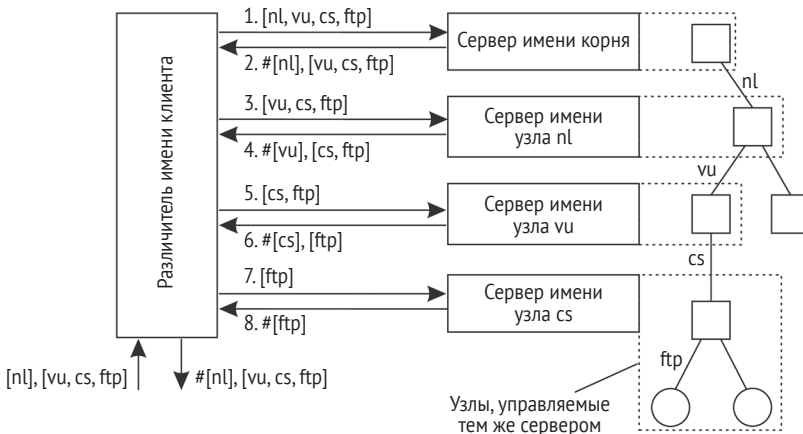 1. [nl, vu, cs, ftp]
Сервер имени корня
2. #[nl], [vu, cs, ftp]
nl
3. [vu, cs, ftp]
Сервер имени
узла nl
4. #[vu], [cs, ftp]
vu
Различитель имени клиента
5. [cs, ftp]
Сервер имени
узла vu
6. #[cs], [ftp]
cs
7. [ftp]
Сервер имени
узла cs
8. #[ftp]
ftp
[nl], [vu, cs, ftp]
#[nl], [vu, cs, ftp]
Узлы, управляемые
тем же сервером